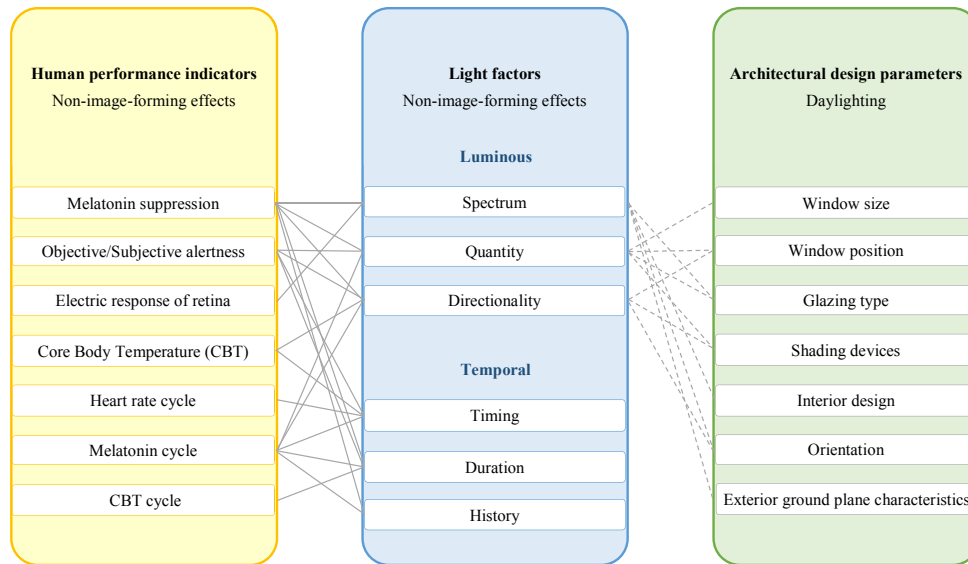 Human performance indicators
Non-image-forming effects
Melatonin suppression
Objective/Subjective alertness
Electric response of retina
Core Body Temperature (CBT)
Heart rate cycle
Melatonin cycle
CBT cycle
Light factors
Non-image-forming effects
Luminous
Spectrum
Quantity
Directionality
Temporal
Timing
Duration
History
Architectural design parameters
Daylighting
Window size
Window position
Glazing type
Shading devices
Interior design
Orientation
Exterior ground plane characteristics